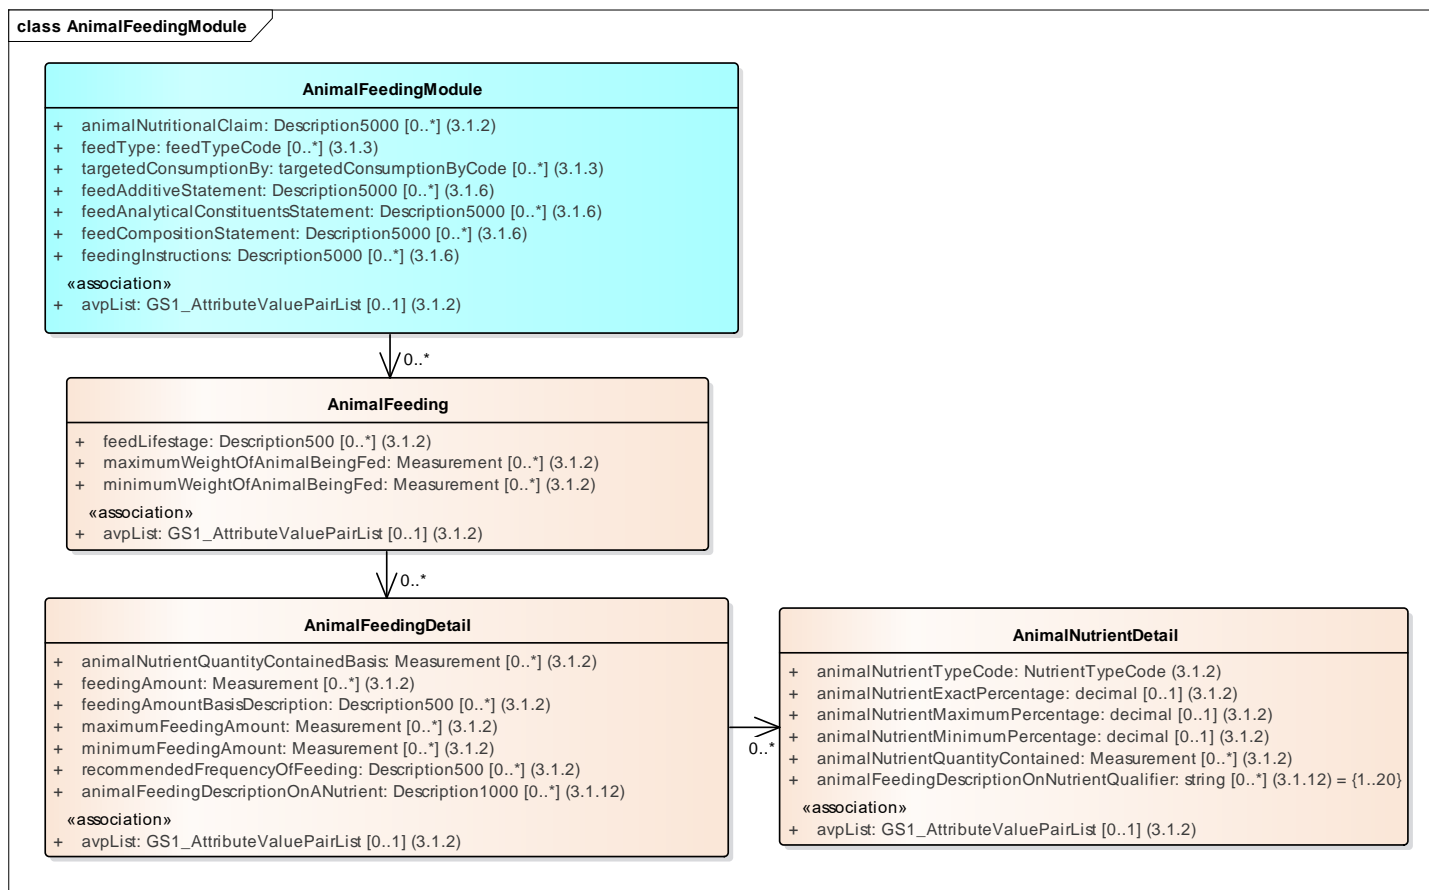 class AnimalFeedingModule
AnimalFeedingModule
+ animalNutritionalClaim: Description5000 [0..*] (3.1.2)
+ feedType: feedTypeCode [0..*] (3.1.3)
+ targetedConsumptionBy: targetedConsumptionByCode [0..*] (3.1.3)
+ feedAdditiveStatement: Description5000 [0..*] (3.1.6)
+ feedAnalyticalConstituentsStatement: Description5000 [0..*] (3.1.6)
+ feedCompositionStatement: Description5000 [0..*] (3.1.6)
+ feedingInstructions: Description5000 [0..*] (3.1.6)
«association»
+ avpList: GS1_AttributeValuePairList [0..1] (3.1.2)
0..*
AnimalFeeding
+ feedLifestage: Description500 [0..*] (3.1.2)
+ maximumWeightOfAnimalBeingFed: Measurement [0..*] (3.1.2)
+ minimumWeightOfAnimalBeingFed: Measurement [0..*] (3.1.2)
«association»
+ avpList: GS1_AttributeValuePairList [0..1] (3.1.2)
0..*
AnimalFeedingDetail
+ animalNutrientQuantityContainedBasis: Measurement [0..*] (3.1.2)
+ feedingAmount: Measurement [0..*] (3.1.2)
+ feedingAmountBasisDescription: Description500 [0..*] (3.1.2)
+ maximumFeedingAmount: Measurement [0..*] (3.1.2)
+ minimumFeedingAmount: Measurement [0..*] (3.1.2)
+ recommendedFrequencyOfFeeding: Description500 [0..*] (3.1.2)
+ animalFeedingDescriptionOnANutrient: Description1000 [0..*] (3.1.12)
«association»
+ avpList: GS1_AttributeValuePairList [0..1] (3.1.2)
0..*
AnimalNutrientDetail
+ animalNutrientTypeCode: NutrientTypeCode (3.1.2)
+ animalNutrientExactPercentage: decimal [0..1] (3.1.2)
+ animalNutrientMaximumPercentage: decimal [0..1] (3.1.2)
+ animalNutrientMinimumPercentage: decimal [0..1] (3.1.2)
+ animalNutrientQuantityContained: Measurement [0..*] (3.1.2)
+ animalFeedingDescriptionOnNutrientQualifier: string [0..*] (3.1.12) = {1..20}
«association»
+ avpList: GS1_AttributeValuePairList [0..1] (3.1.2)